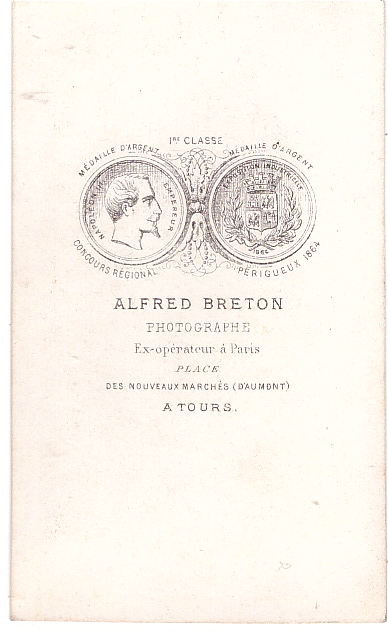 1RE CLASSE
MÉDAILLE D'ARGENT
MÉDAILLE D'ARGENT
NAPOLÉON
EMPEREUR
EXPOSITION INDUSTRIELLE
1864
CONCOURS RÉGIONAL
PÉRIGUEUX 1864
ALFRED BRETON
PHOTOGRAPHE
Ex-opérateur à Paris
PLACE
DES NOUVEAUX MARCHÉS (D'AUMONT)
A TOURS.